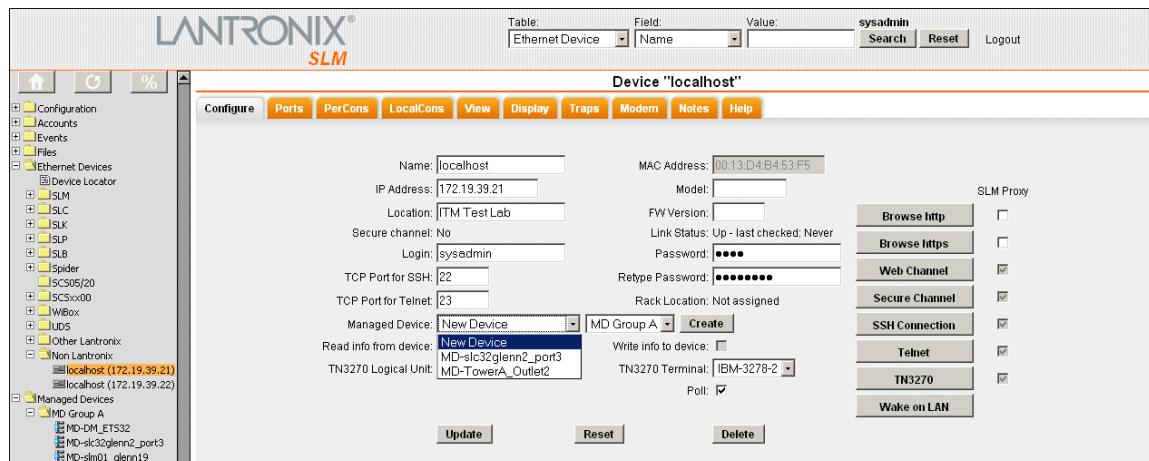 LANTRONIX®
SLM
Table: Field: Value: sysadmin
Ethernet Device Name Search Reset Logout
Device "localhost"
Configure Ports PerCons LocalCons View Display Traps Modem Notes Help
Configuration
Accounts
Events
Files
Ethernet Devices
Device Locator
SLM
SLC
SLK
SLP
SLB
Spider
SCS05/20
SCSxx00
WiBox
UDS
Other Lantronix
Non Lantronix
localhost (172.19.39.21)
localhost (172.19.39.22)
Managed Devices
MD Group A
MD-DM_ETS32
MD-slc32glenn2_port3
MD-slm01_glenn19
Name: localhost MAC Address: 00:13:D4:B4:53:F5
IP Address: 172.19.39.21 Model: SLM Proxy
Location: ITM Test Lab FW Version: Browse http
Secure channel: No Link Status: Up - last checked: Never
Browse https
Login: sysadmin Password: ●●●●
Web Channel
TCP Port for SSH: 22 Retype Password: ●●●●●●●●
TCP Port for Telnet: 23 Rack Location: Not assigned Secure Channel
Managed Device: New Device MD Group A Create SSH Connection
New Device
Read info from device: Write info to device:
MD-slc32glenn2_port3 Telnet
MD-TowerA_Outlet2
TN3270 Logical Unit: TN3270 Terminal: IBM-3278-2 TN3270
Poll:
Wake on LAN
Update Reset Delete